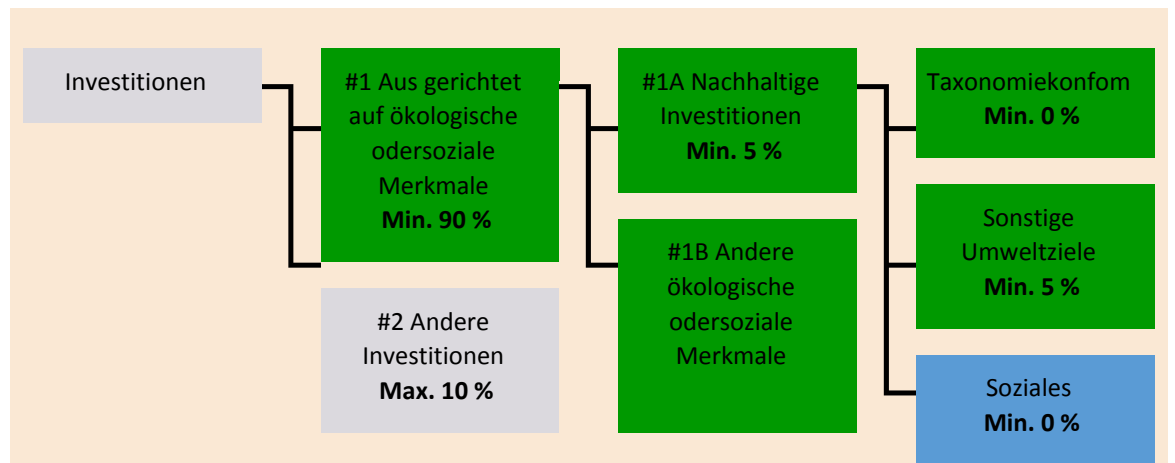 Investitionen
#1 Aus gerichtet
auf ökologische
odersoziale
Merkmale
Min. 90 %
#2 Andere
Investitionen
Max. 10 %
#1A Nachhaltige
Investitionen
Min. 5 %
#1B Andere
ökologische
odersoziale
Merkmale
Taxonomiekonfom
Min. 0 %
Sonstige
Umweltziele
Min. 5 %
Soziales
Min. 0 %